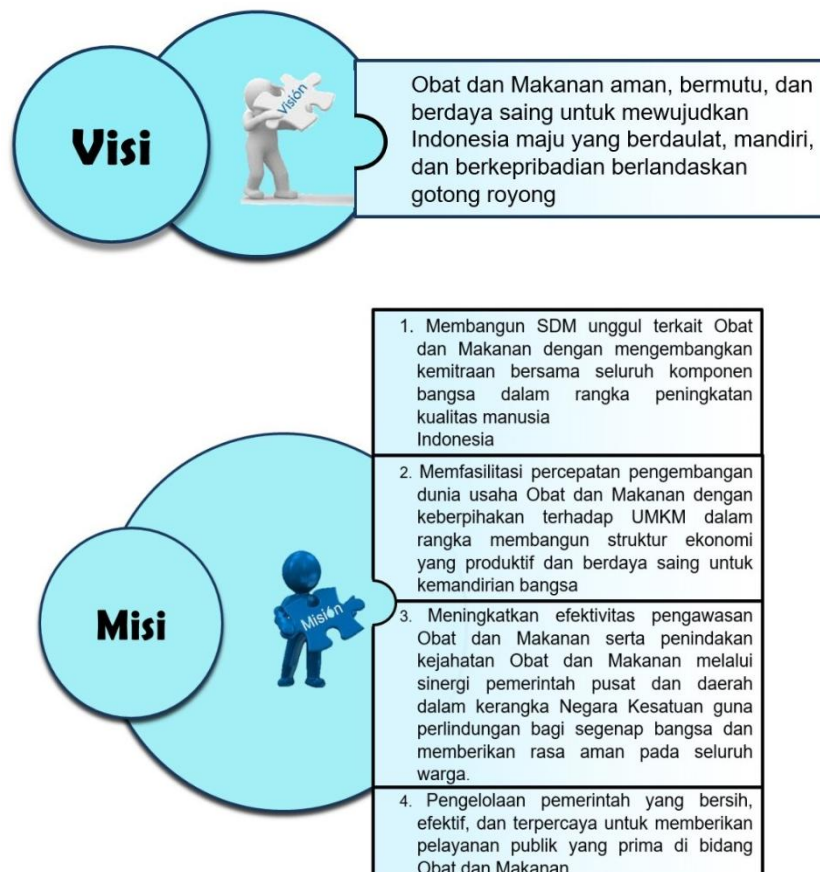 Visi
Visión
Obat dan Makanan aman, bermutu, dan
berdaya saing untuk mewujudkan
Indonesia maju yang berdaulat, mandiri,
dan berkepribadian berlandaskan
gotong royong
Misi
Misión
1. Membangun SDM unggul terkait Obat
dan Makanan dengan mengembangkan
kemitraan bersama seluruh komponen
bangsa dalam rangka peningkatan
kualitas manusia
Indonesia
2. Memfasilitasi percepatan pengembangan
dunia usaha Obat dan Makanan dengan
keberpihakan terhadap UMKM dalam
rangka membangun struktur ekonomi
yang produktif dan berdaya saing untuk
kemandirian bangsa
3. Meningkatkan efektivitas pengawasan
Obat dan Makanan serta penindakan
kejahatan Obat dan Makanan melalui
sinergi pemerintah pusat dan daerah
dalam kerangka Negara Kesatuan guna
perlindungan bagi segenap bangsa dan
memberikan rasa aman pada seluruh
warga.
4. Pengelolaan pemerintah yang bersih,
efektif, dan terpercaya untuk memberikan
pelayanan publik yang prima di bidang
Obat dan Makanan